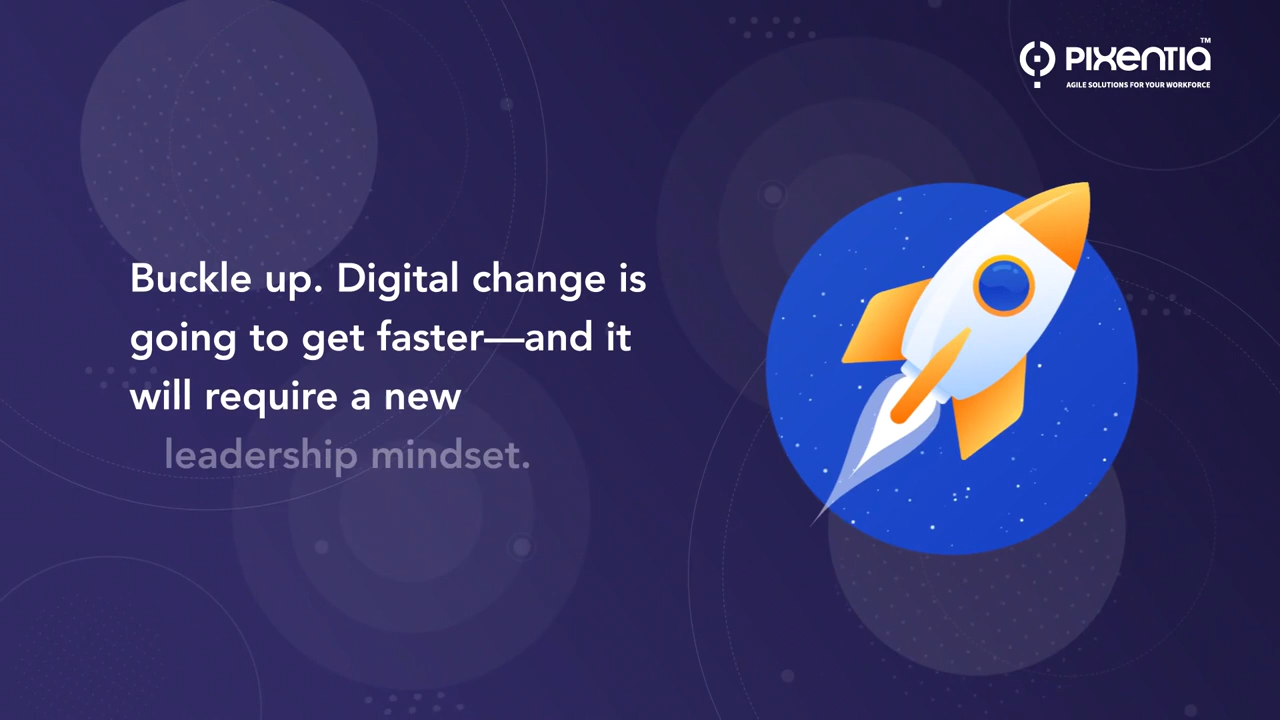 PIXENTIA™
AGILE SOLUTIONS FOR YOUR WORKFORCE
Buckle up. Digital change is
going to get faster—and it
will require a new
leadership mindset.